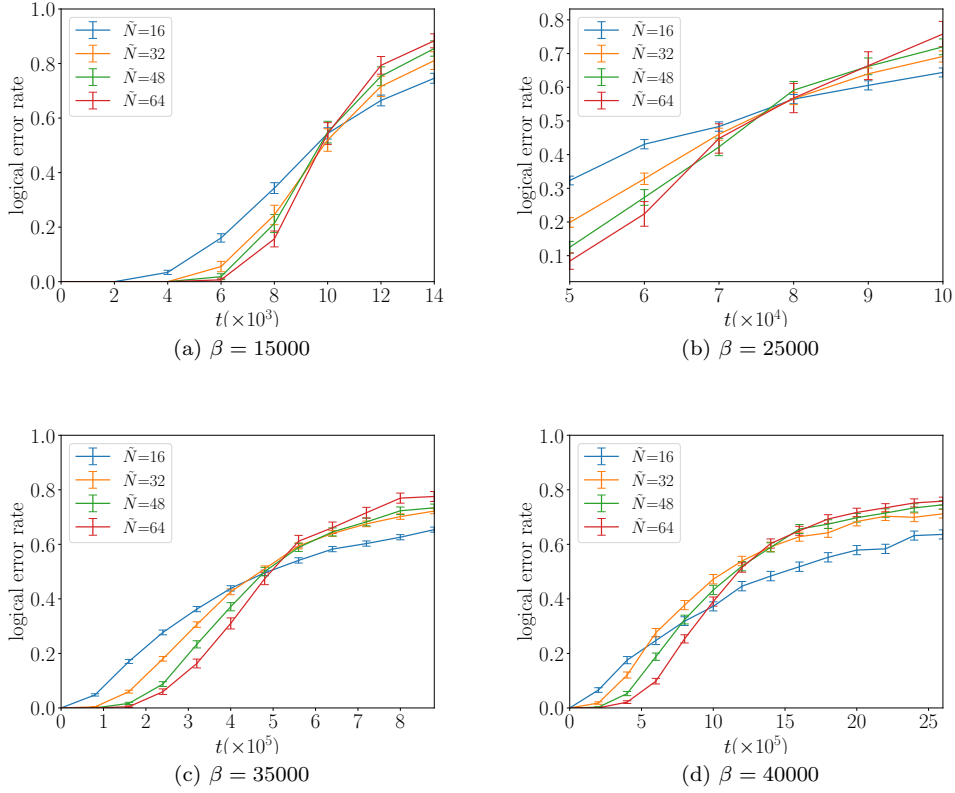 1.0
0.8
0.6
0.4
0.2
0.0
logical error rate
Ñ=16
Ñ=32
Ñ=48
Ñ=64
0 2 4 6 8 10 12 14
t(×10³)
(a) β = 15000
0.8
0.7
0.6
0.5
0.4
0.3
0.2
0.1
logical error rate
Ñ=16
Ñ=32
Ñ=48
Ñ=64
5 6 7 8 9 10
t(×10⁴)
(b) β = 25000
1.0
0.8
0.6
0.4
0.2
0.0
logical error rate
Ñ=16
Ñ=32
Ñ=48
Ñ=64
0 1 2 3 4 5 6 7 8
t(×10⁵)
(c) β = 35000
1.0
0.8
0.6
0.4
0.2
0.0
logical error rate
Ñ=16
Ñ=32
Ñ=48
Ñ=64
0 5 10 15 20 25
t(×10⁵)
(d) β = 40000